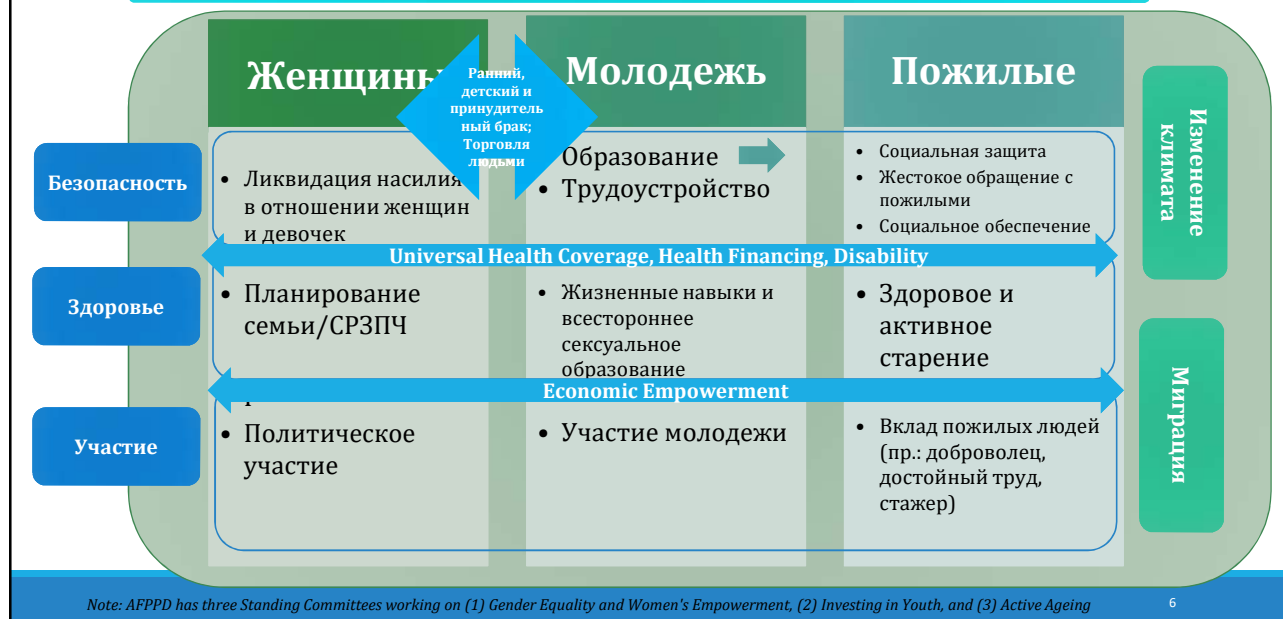 Женщины
Молодежь
Пожилые
Ранний,
детский и
принудитель
ный брак;
Торговля
людьми
Изменение
климата
Безопасность
• Ликвидация насилия
в отношении женщин
и девочек
Образование
• Трудоустройство
• Социальная защита
• Жестокое обращение с
пожилыми
• Социальное обеспечение
Universal Health Coverage, Health Financing, Disability
Здоровье
• Планирование
семьи/СРЗПЧ
• Жизненные навыки и
всестороннее
сексуальное
образование
• Здоровое и
активное
старение
Миграция
Economic Empowerment
Участие
• Политическое
участие
• Участие молодежи
• Вклад пожилых людей
(пр.: доброволец,
достойный труд,
стажер)
Note: AFPPD has three Standing Committees working on (1) Gender Equality and Women's Empowerment, (2) Investing in Youth, and (3) Active Ageing
6